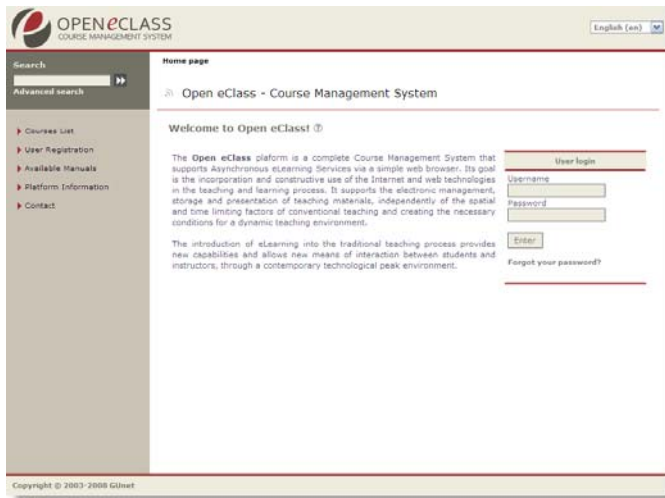 OPENeCLASS
COURSE MANAGEMENT SYSTEM
English (en)
Search
Advanced search
Courses List
User Registration
Available Manuals
Platform Information
Contact
Home page
Open eClass - Course Management System
Welcome to Open eClass!
The Open eClass plaform is a complete Course Management System that
supports Asynchronous eLearning Services via a simple web browser. Its goal
is the incorporation and constructive use of the Internet and web technologies
in the teaching and learning process. It supports the electronic management,
storage and presentation of teaching materials, independently of the spatial
and time limiting factors of conventional teaching and creating the necessary
conditions for a dynamic teaching environment.
The introduction of eLearning into the traditional teaching process provides
new capabilities and allows new means of interaction between students and
instructors, through a contemporary technological peak environment.
User login
Username
Password
Enter
Forgot your password?
Copyright © 2003-2008 GUnet